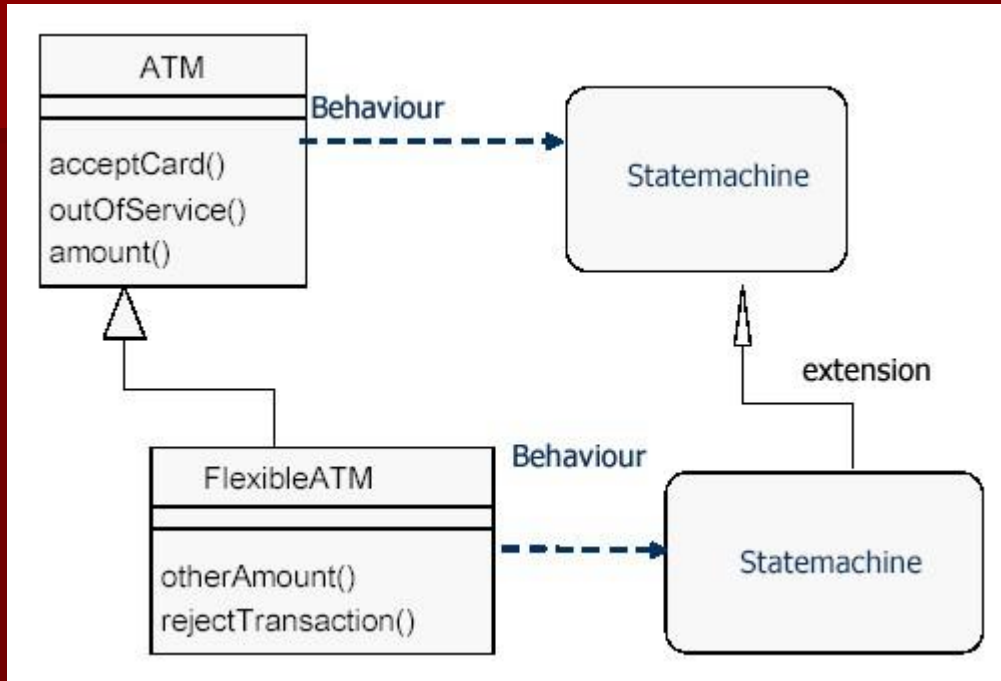 ATM
Behaviour
acceptCard()
outOfService()
amount()
Statemachine
extension
FlexibleATM
Behaviour
otherAmount()
rejectTransaction()
Statemachine